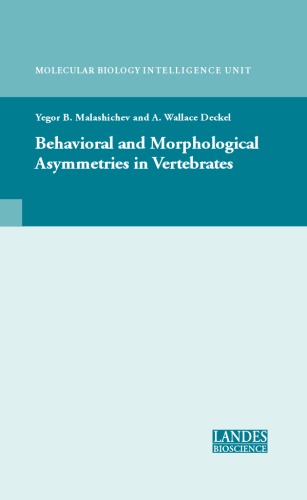 MOLECULAR BIOLOGY INTELLIGENCE UNIT
Yegor B. Malashichev and A. Wallace Deckel
Behavioral and Morphological
Asymmetries in Vertebrates
LANDES
BIOSCIENCE